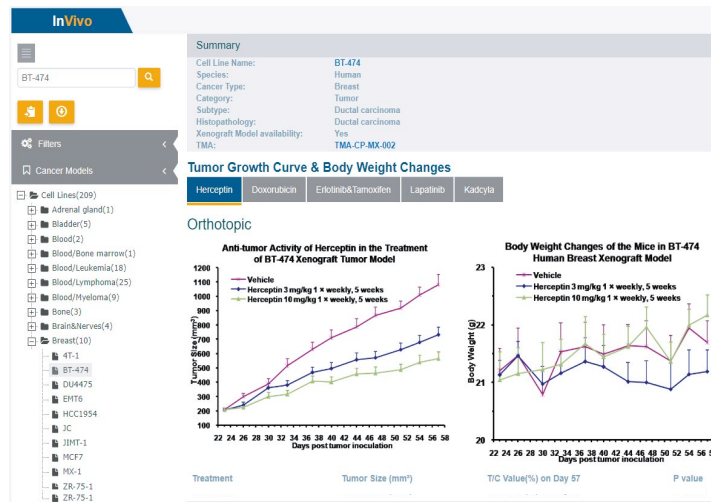 InVivo
BT-474
Filters
Cancer Models
Cell Lines(209)
Adrenal gland(1)
Bladder(5)
Blood(2)
Blood/Bone marrow(1)
Blood/Leukemia(18)
Blood/Lymphoma(25)
Blood/Myeloma(9)
Bone(3)
Brain&Nerves(4)
Breast(10)
4T-1
BT-474
DU4475
EMT6
HCC1954
JC
JIMT-1
MCF7
MX-1
ZR-75-1
ZR-75-1
Summary
Cell Line Name: BT-474
Species: Human
Cancer Type: Breast
Category: Tumor
Subtype: Ductal carcinoma
Histopathology: Ductal carcinoma
Xenograft Model availability: Yes
TMA: TMA-CP-MX-002
Tumor Growth Curve & Body Weight Changes
Herceptin Doxorubicin Erlotinib&Tamoxifen Lapatinib Kadcyla
Orthotopic
Anti-tumor Activity of Herceptin in the Treatment
of BT-474 Xenograft Tumor Model
Vehicle
Herceptin 3 mg/kg 1 × weekly, 5 weeks
Herceptin 10 mg/kg 1 × weekly, 5 weeks
Tumor Size (mm³)
1200
1100
1000
900
800
700
600
500
400
300
200
100
22 24 26 28 30 32 34 36 38 40 42 44 46 48 50 52 54 56 58
Days post tumor inoculation
Body Weight Changes of the Mice in BT-474
Human Breast Xenograft Model
Vehicle
Herceptin 3 mg/kg 1 × weekly, 5 weeks
Herceptin 10 mg/kg 1 × weekly, 5 weeks
Body Weight (g)
23
22
21
20
22 24 26 28 30 32 34 36 38 40 42 44 46 48 50 52 54 56
Days post tumor inoculation
Treatment Tumor Size (mm³) T/C Value(%) on Day 57 P value